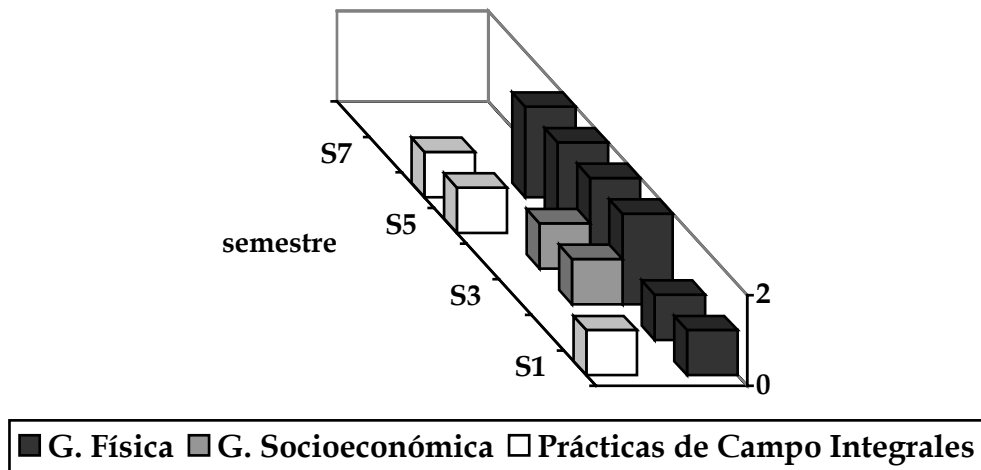 S7
S5
semestre
S3
2
S1
0
G. Física G. Socioeconómica Prácticas de Campo Integrales